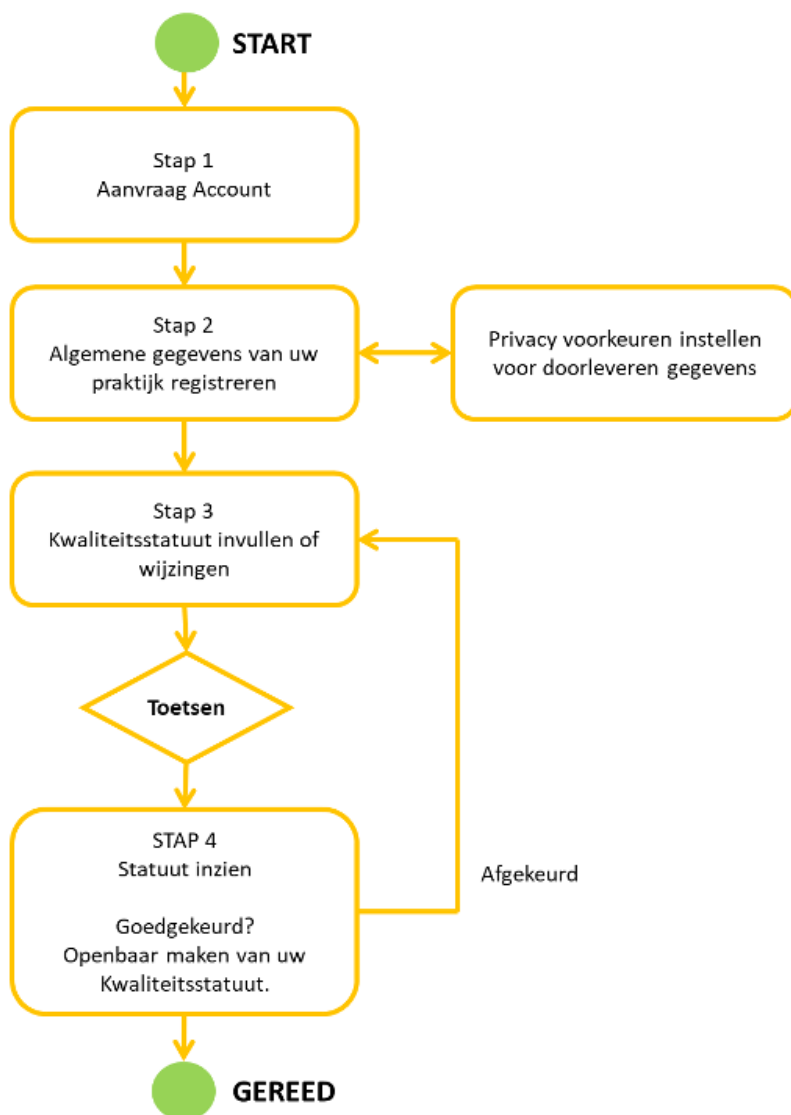 START
Stap 1
Aanvraag Account
Stap 2
Algemene gegevens van uw
praktijk registreren
Privacy voorkeuren instellen
voor doorleveren gegevens
Stap 3
Kwaliteitsstatuut invullen of
wijzingen
Toetsen
STAP 4
Statuut inzien
Goedgekeurd?
Openbaar maken van uw
Kwaliteitsstatuut.
Afgekeurd
GEREED